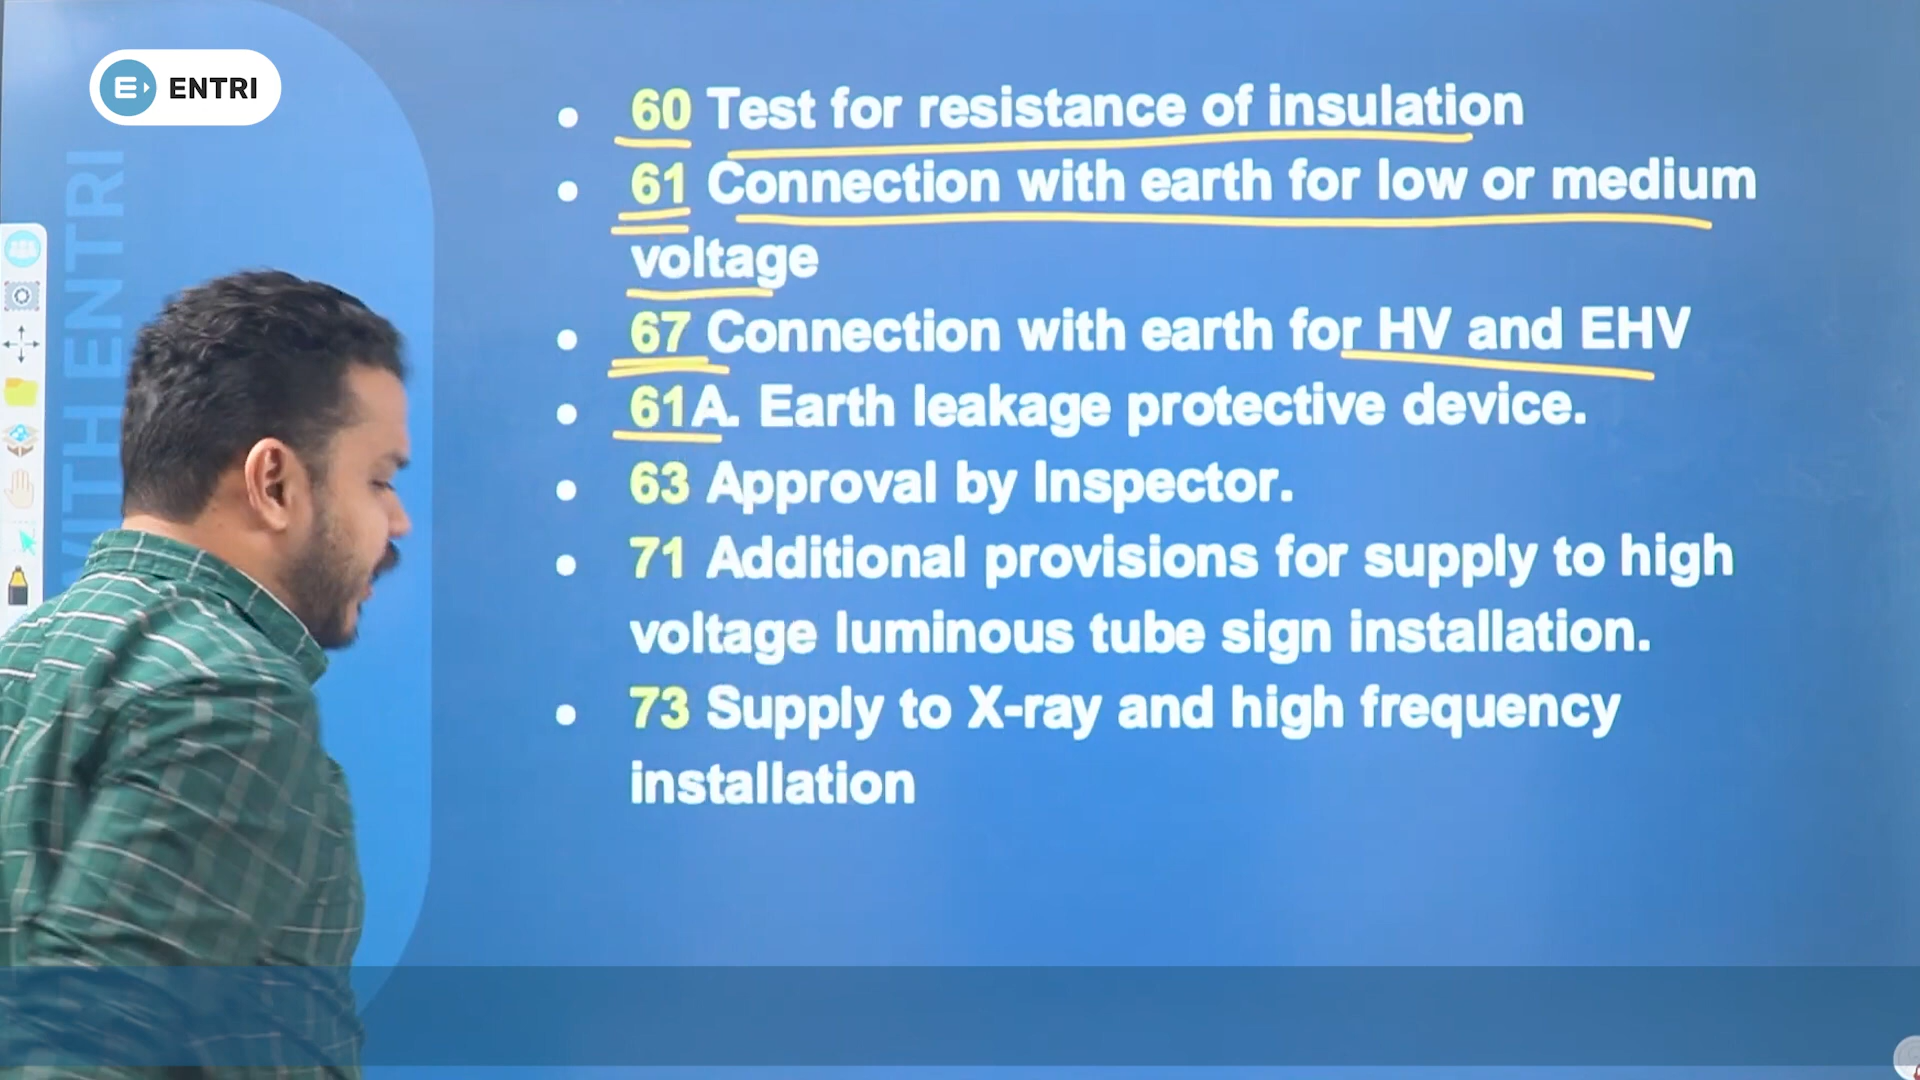 ENTRI
WITH ENTRI
60 Test for resistance of insulation
61 Connection with earth for low or medium
voltage
67 Connection with earth for HV and EHV
61A. Earth leakage protective device.
63 Approval by Inspector.
71 Additional provisions for supply to high
voltage luminous tube sign installation.
73 Supply to X-ray and high frequency
installation